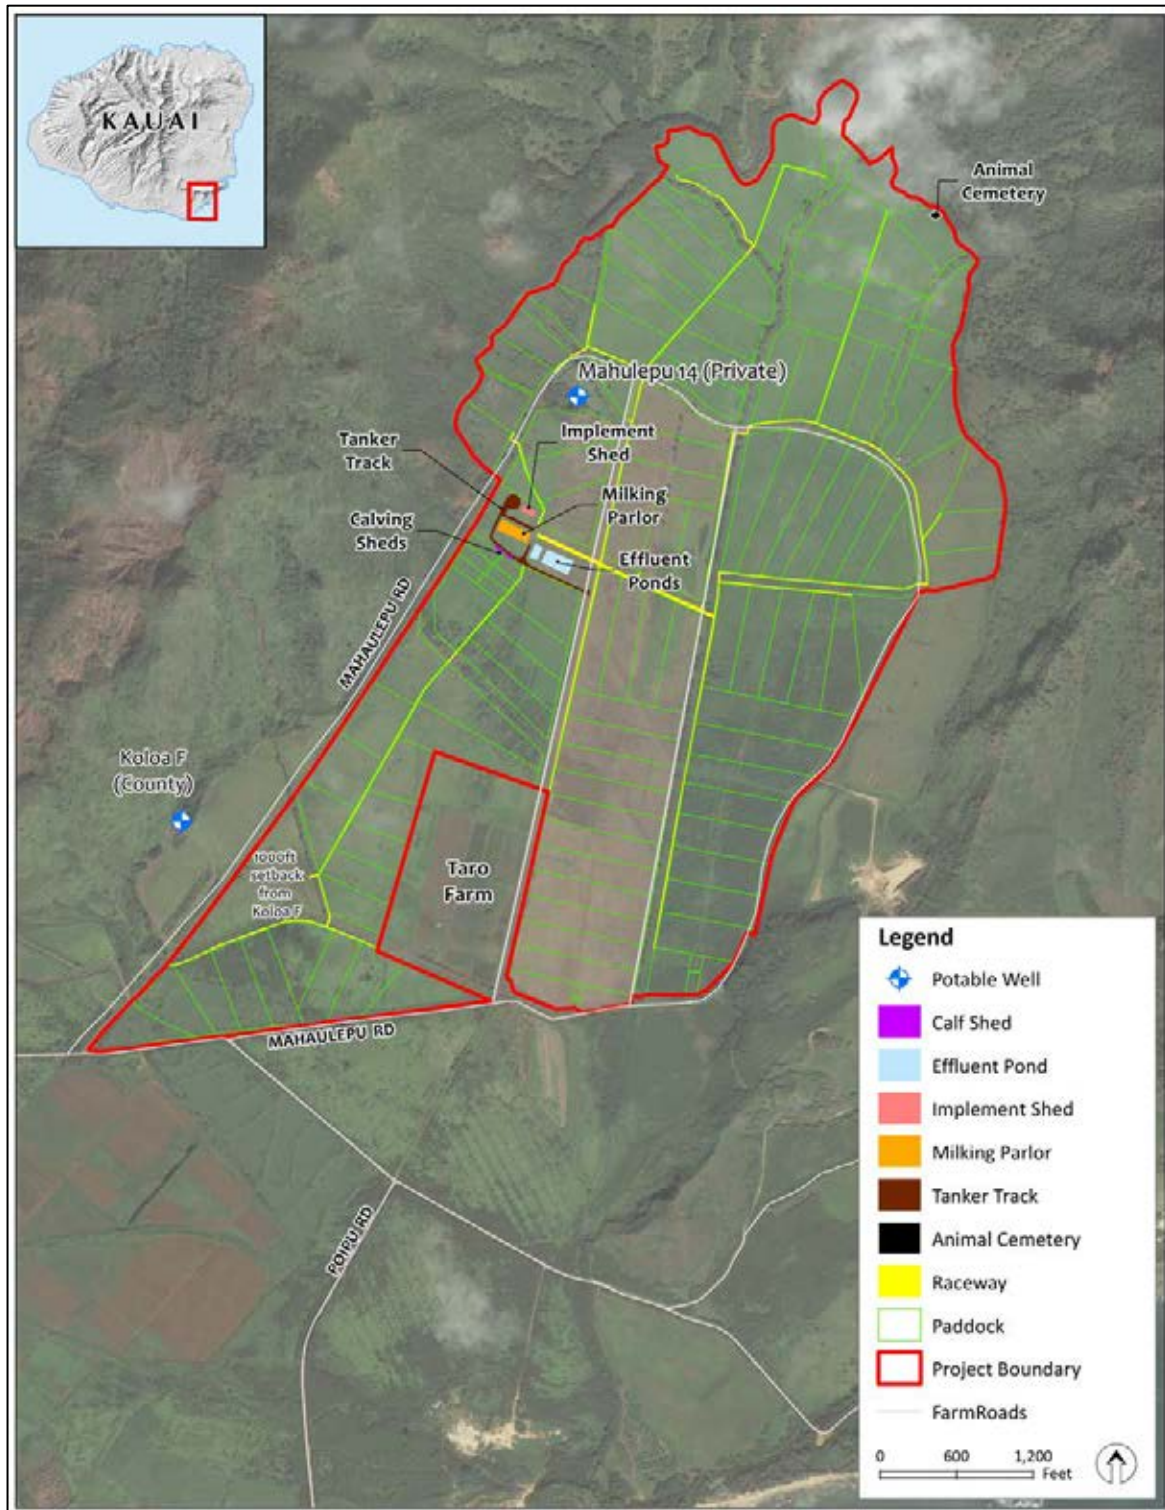 KAUAI
Animal
Cemetery
Mahulepu 14 (Private)
Implement
Shed
Tanker
Track
Milking
Parlor
Calving
Sheds
Effluent
Ponds
MAHAULEPU RD
Koloa F
(County)
1000ft
setback
from
Koloa F
Taro
Farm
MAHAULEPU RD
POIPU RD
Legend
Potable Well
Calf Shed
Effluent Pond
Implement Shed
Milking Parlor
Tanker Track
Animal Cemetery
Raceway
Paddock
Project Boundary
FarmRoads
0 600 1,200
Feet